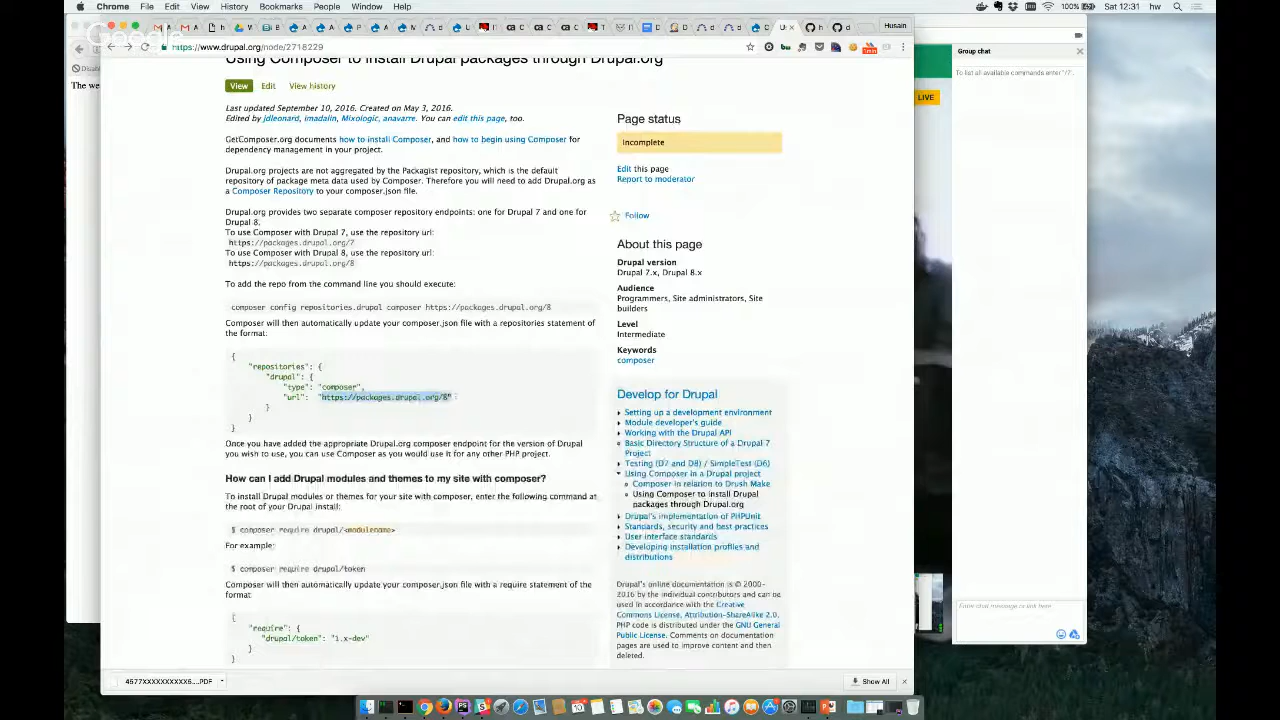 Chrome File Edit View History Bookmarks People Window Help
100% Sat 12:31 hw
Google
Husain
https://www.drupal.org/node/2718229
Group chat
To list all available commands enter "/?".
LIVE
The we
Using Composer to install Drupal packages through Drupal.org
View Edit View history
Last updated September 10, 2016. Created on May 3, 2016.
Edited by jdleonard, imadalin, Mixologic, anavarre. You can edit this page, too.
GetComposer.org documents how to install Composer, and how to begin using Composer for
dependency management in your project.
Drupal.org projects are not aggregated by the Packagist repository, which is the default
repository of package meta data used by Composer. Therefore you will need to add Drupal.org as
a Composer Repository to your composer.json file.
Drupal.org provides two separate composer repository endpoints: one for Drupal 7 and one for
Drupal 8.
To use Composer with Drupal 7, use the repository url:
https://packages.drupal.org/7
To use Composer with Drupal 8, use the repository url:
https://packages.drupal.org/8
To add the repo from the command line you should execute:
composer config repositories.drupal composer https://packages.drupal.org/8
Composer will then automatically update your composer.json file with a repositories statement of
the format:
{
"repositories": {
"drupal": {
"type": "composer",
"url": "https://packages.drupal.org/8"
}
}
}
Once you have added the appropriate Drupal.org composer endpoint for the version of Drupal
you wish to use, you can use Composer as you would use it for any other PHP project.
How can I add Drupal modules and themes to my site with composer?
To install Drupal modules or themes for your site with composer, enter the following command at
the root of your Drupal install:
$ composer require drupal/<modulename>
For example:
$ composer require drupal/token
Composer will then automatically update your composer.json file with a require statement of the
format
{
"require": {
"drupal/token": "1.x-dev"
}
}
Page status
Incomplete
Edit this page
Report to moderator
Follow
About this page
Drupal version
Drupal 7.x, Drupal 8.x
Audience
Programmers, Site administrators, Site
builders
Level
Intermediate
Keywords
composer
Develop for Drupal
Setting up a development environment
Module developer's guide
Working with the Drupal API
Basic Directory Structure of a Drupal 7
Project
Testing (D7 and D8) / SimpleTest (D6)
Using Composer in a Drupal project
Composer in relation to Drush Make
Using Composer to install Drupal
packages through Drupal.org
Drupal's implementation of PHPUnit
Standards, security and best practices
User interface standards
Developing installation profiles and
distributions
Drupal's online documentation is © 2000-
2016 by the individual contributors and can be
used in accordance with the Creative
Commons License, Attribution-ShareAlike 2.0.
PHP code is distributed under the GNU General
Public License. Comments on documentation
pages are used to improve content and then
deleted.
Enter chat message or link here
4577XXXXXXXXXX6....PDF
Show All